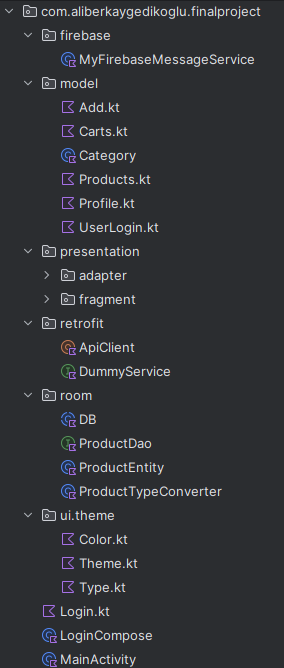 com.aliberkaygedikoglu.finalproject
firebase
MyFirebaseMessageService
model
Add.kt
Carts.kt
Category
Products.kt
Profile.kt
UserLogin.kt
presentation
adapter
fragment
retrofit
ApiClient
DummyService
room
DB
ProductDao
ProductEntity
ProductTypeConverter
ui.theme
Color.kt
Theme.kt
Type.kt
Login.kt
LoginCompose
MainActivity